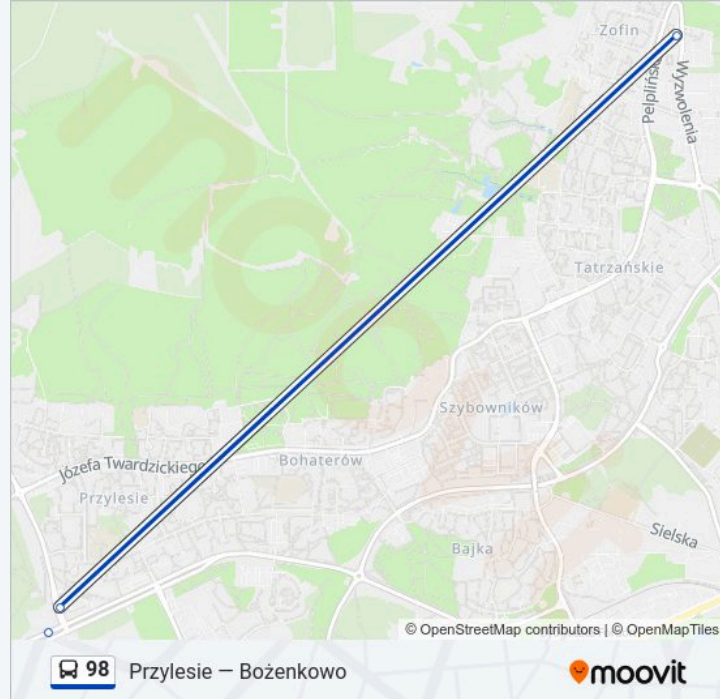 Zofin
Pelplińska
Wyzwolenia
Tatrzańskie
Szybowników
Józefa Twardzickiego
Bohaterów
Przylesie
Sielska
Bajka
© OpenStreetMap contributors | © OpenMapTiles
98 Przylesie — Bożenkowo
moovit